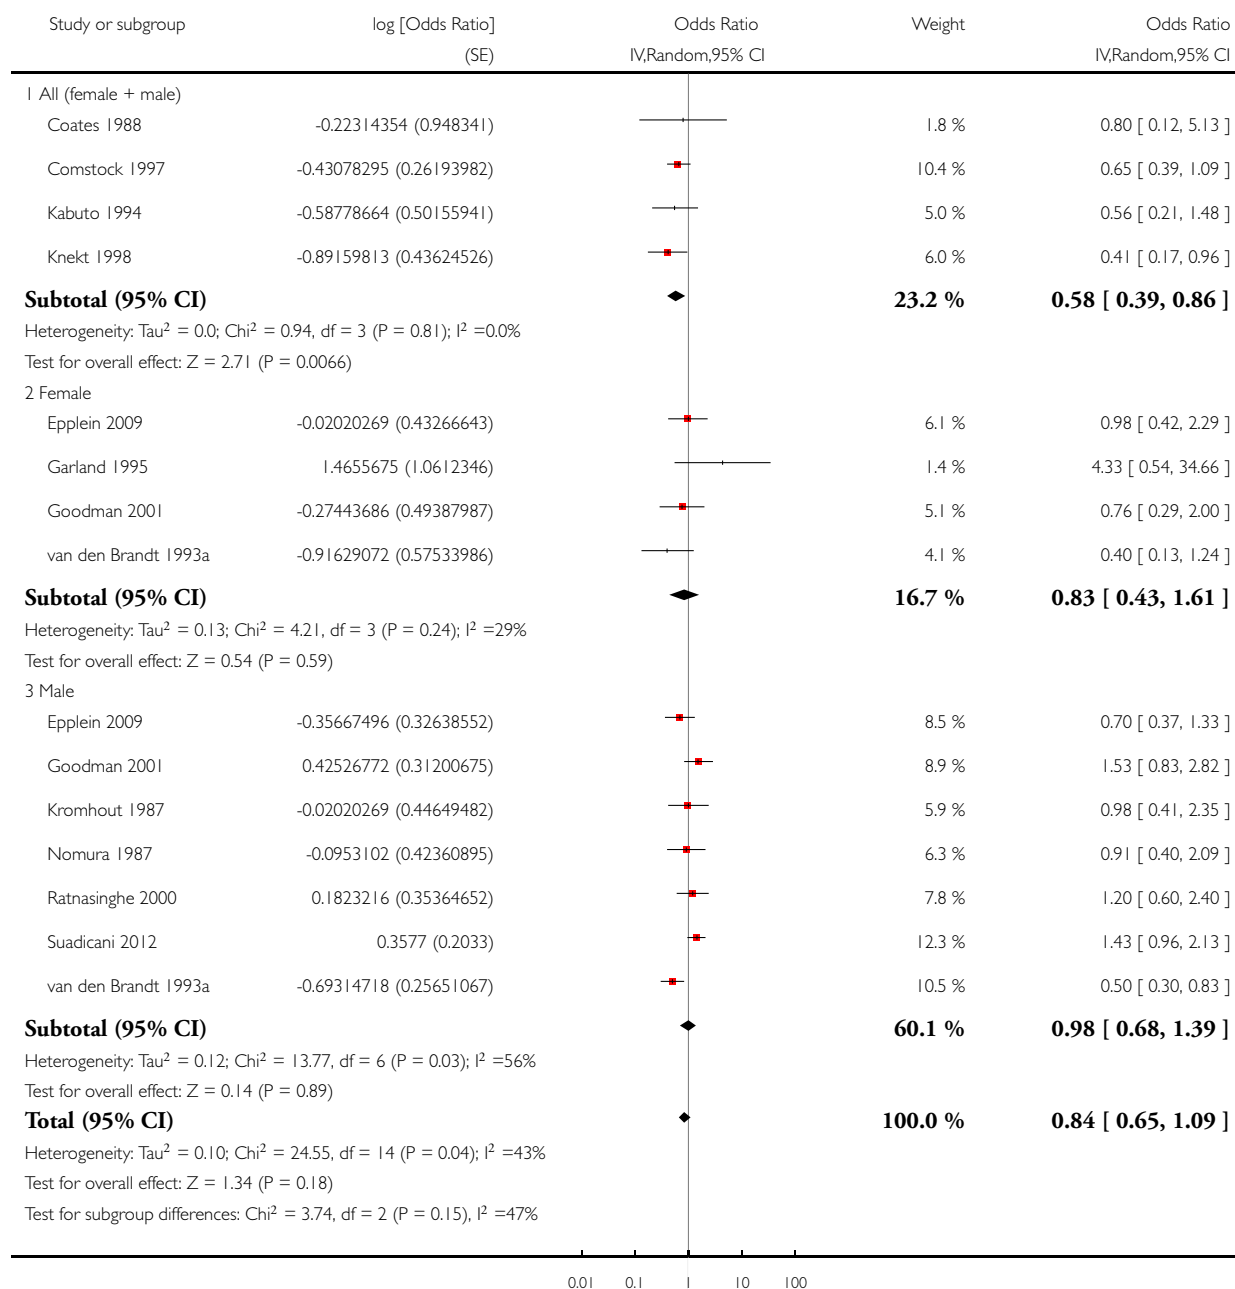 Study or subgroup log [Odds Ratio] Odds Ratio Weight Odds Ratio
(SE) IV,Random,95% CI IV,Random,95% CI
1 All (female + male)
Coates 1988 -0.22314354 (0.948341) 1.8 % 0.80 [ 0.12, 5.13 ]
Comstock 1997 -0.43078295 (0.26193982) 10.4 % 0.65 [ 0.39, 1.09 ]
Kabuto 1994 -0.58778664 (0.50155941) 5.0 % 0.56 [ 0.21, 1.48 ]
Knekt 1998 -0.89159813 (0.43624526) 6.0 % 0.41 [ 0.17, 0.96 ]
Subtotal (95% CI) 23.2 % 0.58 [ 0.39, 0.86 ]
Heterogeneity: Tau² = 0.0; Chi² = 0.94, df = 3 (P = 0.81); I² =0.0%
Test for overall effect: Z = 2.71 (P = 0.0066)
2 Female
Epplein 2009 -0.02020269 (0.43266643) 6.1 % 0.98 [ 0.42, 2.29 ]
Garland 1995 1.4655675 (1.0612346) 1.4 % 4.33 [ 0.54, 34.66 ]
Goodman 2001 -0.27443686 (0.49387987) 5.1 % 0.76 [ 0.29, 2.00 ]
van den Brandt 1993a -0.91629072 (0.57533986) 4.1 % 0.40 [ 0.13, 1.24 ]
Subtotal (95% CI) 16.7 % 0.83 [ 0.43, 1.61 ]
Heterogeneity: Tau² = 0.13; Chi² = 4.21, df = 3 (P = 0.24); I² =29%
Test for overall effect: Z = 0.54 (P = 0.59)
3 Male
Epplein 2009 -0.35667496 (0.32638552) 8.5 % 0.70 [ 0.37, 1.33 ]
Goodman 2001 0.42526772 (0.31200675) 8.9 % 1.53 [ 0.83, 2.82 ]
Kromhout 1987 -0.02020269 (0.44649482) 5.9 % 0.98 [ 0.41, 2.35 ]
Nomura 1987 -0.0953102 (0.42360895) 6.3 % 0.91 [ 0.40, 2.09 ]
Ratnasinghe 2000 0.1823216 (0.35364652) 7.8 % 1.20 [ 0.60, 2.40 ]
Suadicani 2012 0.3577 (0.2033) 12.3 % 1.43 [ 0.96, 2.13 ]
van den Brandt 1993a -0.69314718 (0.25651067) 10.5 % 0.50 [ 0.30, 0.83 ]
Subtotal (95% CI) 60.1 % 0.98 [ 0.68, 1.39 ]
Heterogeneity: Tau² = 0.12; Chi² = 13.77, df = 6 (P = 0.03); I² =56%
Test for overall effect: Z = 0.14 (P = 0.89)
Total (95% CI) 100.0 % 0.84 [ 0.65, 1.09 ]
Heterogeneity: Tau² = 0.10; Chi² = 24.55, df = 14 (P = 0.04); I² =43%
Test for overall effect: Z = 1.34 (P = 0.18)
Test for subgroup differences: Chi² = 3.74, df = 2 (P = 0.15), I² =47%
0.01 0.1 1 10 100